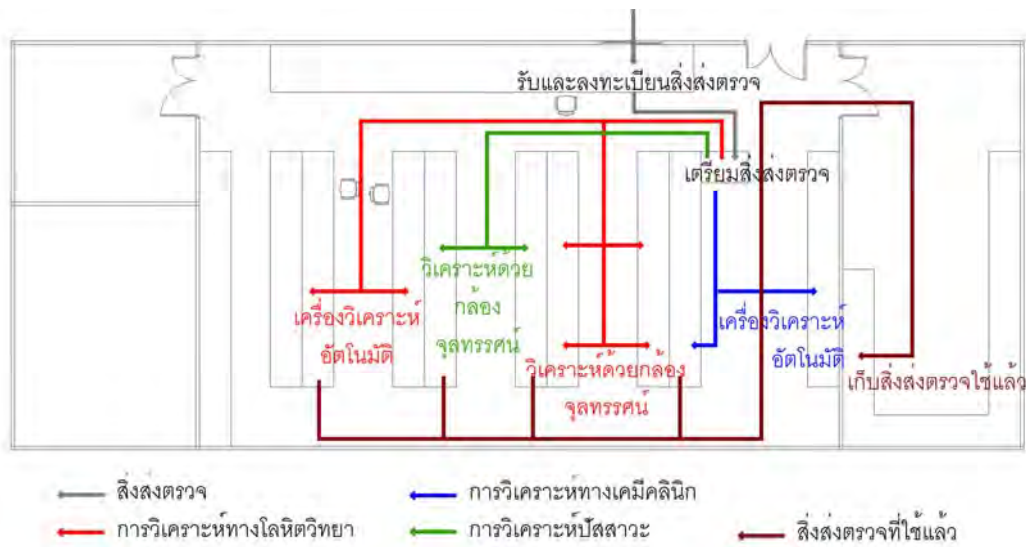 รับและลงทะเบียนสิ่งส่งตรวจ
เตรียมสิ่งส่งตรวจ
วิเคราะห์ด้วย
กล้อง
จุลทรรศน์
เครื่องวิเคราะห์
อัตโนมัติ
วิเคราะห์ด้วยกล้อง
จุลทรรศน์
เครื่องวิเคราะห์
อัตโนมัติ
เก็บสิ่งส่งตรวจใช้แล้ว
สิ่งส่งตรวจ
การวิเคราะห์ทางเคมีคลินิก
การวิเคราะห์ทางโลหิตวิทยา
การวิเคราะห์ปัสสาวะ
สิ่งส่งตรวจที่ใช้แล้ว